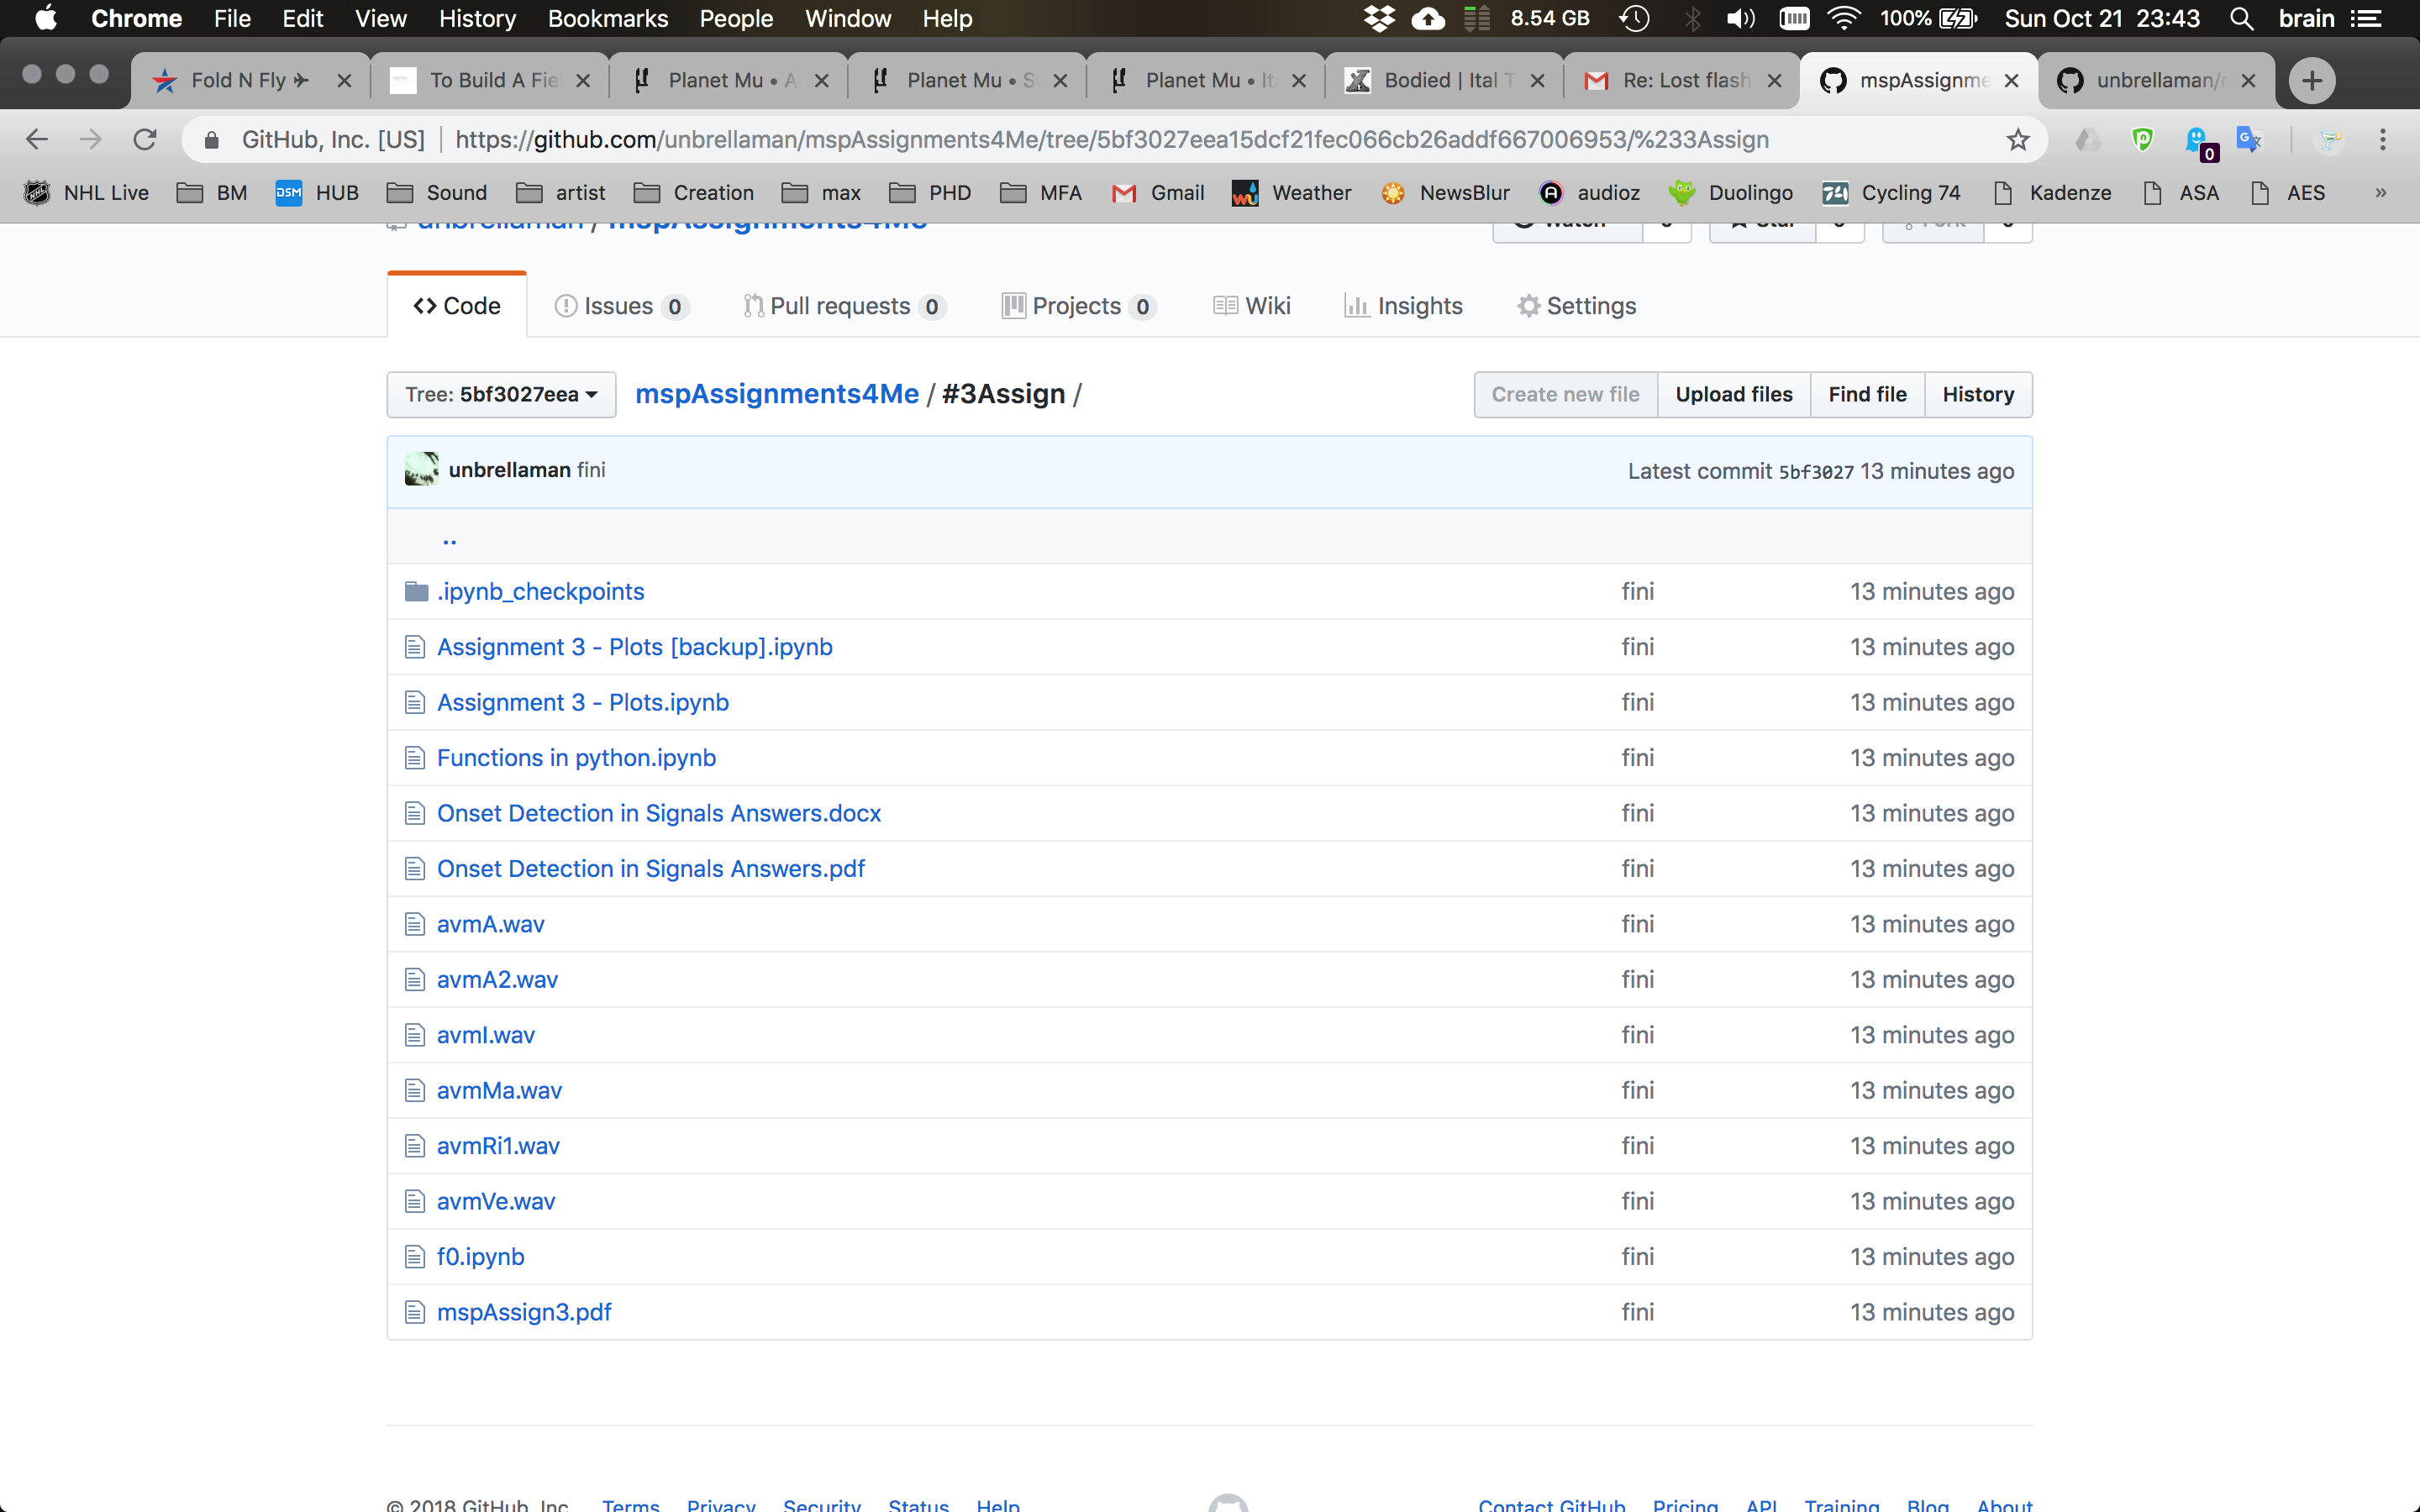 Chrome File Edit View History Bookmarks People Window Help 8.54 GB 100% Sun Oct 21 23:43 brain
Fold N Fly ✈ To Build A Fie Planet Mu • A Planet Mu • S Planet Mu • It Bodied | Ital T Re: Lost flash mspAssignme unbrellaman/
GitHub, Inc. [US] https://github.com/unbrellaman/mspAssignments4Me/tree/5bf3027eea15dcf21fec066cb26addf667006953/%233Assign 0
NHL Live BM DSM HUB Sound artist Creation max PHD MFA Gmail Weather NewsBlur audioz Duolingo Cycling 74 Kadenze ASA AES »
unbrellaman / mspAssignments4Me Watch 0 Star 0 Fork 0
Code Issues 0 Pull requests 0 Projects 0 Wiki Insights Settings
Tree: 5bf3027eea mspAssignments4Me / #3Assign / Create new file Upload files Find file History
unbrellaman fini Latest commit 5bf3027 13 minutes ago
..
.ipynb_checkpoints fini 13 minutes ago
Assignment 3 - Plots [backup].ipynb fini 13 minutes ago
Assignment 3 - Plots.ipynb fini 13 minutes ago
Functions in python.ipynb fini 13 minutes ago
Onset Detection in Signals Answers.docx fini 13 minutes ago
Onset Detection in Signals Answers.pdf fini 13 minutes ago
avmA.wav fini 13 minutes ago
avmA2.wav fini 13 minutes ago
avmI.wav fini 13 minutes ago
avmMa.wav fini 13 minutes ago
avmRi1.wav fini 13 minutes ago
avmVe.wav fini 13 minutes ago
f0.ipynb fini 13 minutes ago
mspAssign3.pdf fini 13 minutes ago
© 2018 GitHub, Inc. Terms Privacy Security Status Help Contact GitHub Pricing API Training Blog About